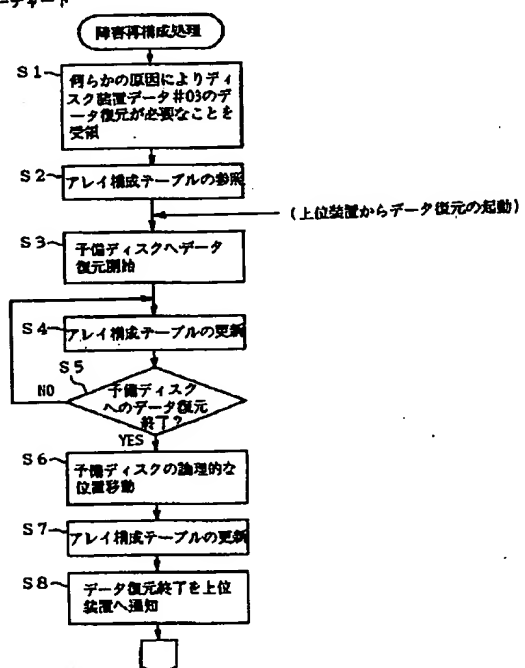 ーチャート
障害再構成処理
S1
何らかの原因によりディ
スク装置データ#03のデ
ータ復元が必要なことを
受領
S2
アレイ構成テーブルの参照
(上位装置からデータ復元の起動)
S3
予備ディスクへデータ
復元開始
S4
アレイ構成テーブルの更新
S5
予備ディスク
へのデータ復元
終了?
NO
YES
S6
予備ディスクの論理的な
位置移動
S7
アレイ構成テーブルの更新
S8
データ復元終了を上位
装置へ通知